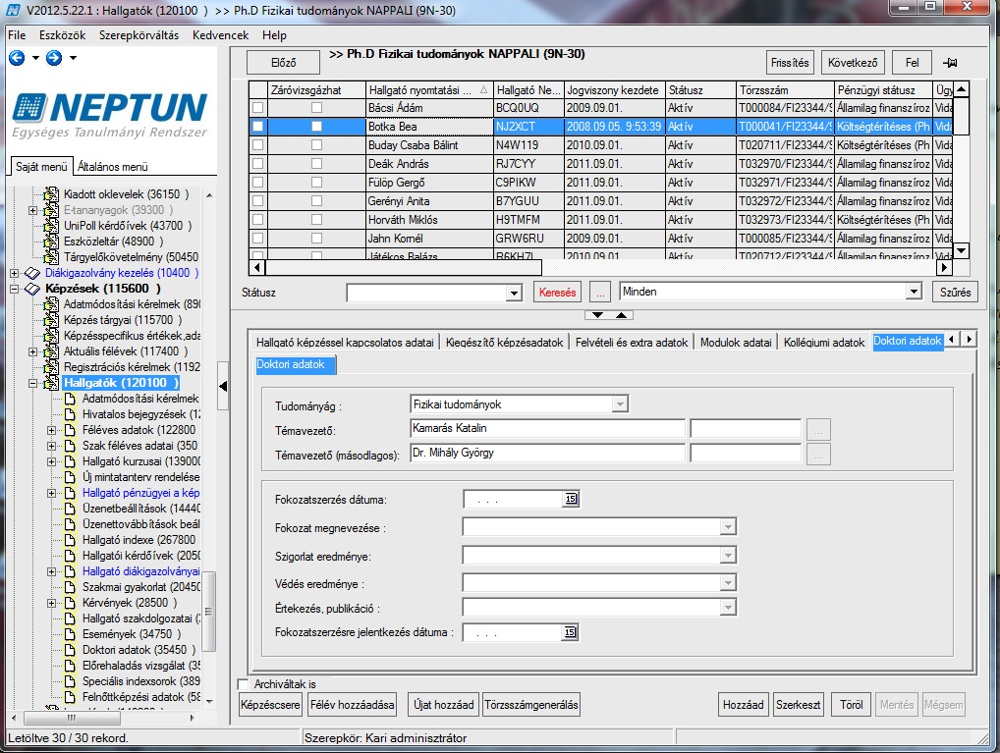 V2012.5.22.1 : Hallgatók (120100 ) >> Ph.D Fizikai tudományok NAPPALI (9N-30)
File Eszközök Szerepkörváltás Kedvencek Help
NEPTUN
Egységes Tanulmányi Rendszer
Saját menü Általános menü
Kiadott oklevelek (36150 )
E-tananyagok (39300 )
UniPoll kérdőívek (43700 )
Eszközleltár (48900 )
Tárgyelőkövetelmény (50450
Diákigazolvány kezelés (10400 )
Képzések (115600 )
Adatmódosítási kérelmek (890
Képzés tárgyai (115700 )
Képzésspecifikus értékek,ada
Aktuális félévek (117400 )
Regisztrációs kérelmek (1192
Hallgatók (120100 )
Adatmódosítási kérelmek
Hivatalos bejegyzések (12
Féléves adatok (122800
Szak féléves adatai (350
Hallgató kurzusai (139000
Új mintatanterv rendelése
Hallgató pénzügyei a kép
Üzenetbeállítások (14440
Üzenettovábbítások beál
Hallgató indexe (267800
Hallgatói kérdőívek (2050
Hallgató diákigazolványai
Szakmai gyakorlat (20450
Kérvények (28500 )
Hallgató szakdolgozatai (3
Események (34750 )
Doktori adatok (35450 )
Előrehaladás vizsgálat (35
Speciális indexsorok (389
Felnőttképzési adatok (58
Előző >> Ph.D Fizikai tudományok NAPPALI (9N-30) Frissítés Következő Fel
Záróvizsgázhat Hallgató nyomtatási ... Hallgató Ne... Jogviszony kezdete Státusz Törzsszám Pénzügyi státusz Ügy
Bácsi Ádám BCQ0UQ 2009.09.01. Aktív T000084/FI23344/9 Államilag finanszíroz Vida
Botka Bea NJ2XCT 2008.09.05. 9:53:39 Aktív T000041/FI23344/9 Költségtérítéses (Ph Vida
Buday Csaba Bálint N4W119 2010.09.01. Aktív T020711/FI23344/9 Költségtérítéses (Ph Vida
Deák András RJ7CYY 2011.09.01. Aktív T032970/FI23344/9 Államilag finanszíroz Vida
Fülöp Gergő C9PIKW 2011.09.01. Aktív T032971/FI23344/9 Államilag finanszíroz Vida
Gerényi Anita B7YGUU 2011.09.01. Aktív T032972/FI23344/9 Államilag finanszíroz Vida
Horváth Miklós H9TMFM 2011.09.01. Aktív T032973/FI23344/9 Költségtérítéses (Ph Vida
Jahn Kornél GRW6RU 2009.09.01. Aktív T000085/FI23344/9 Államilag finanszíroz Vida
Játékos Balázs R6KH7L 2010.09.01. Aktív T020712/FI23344/9 Államilag finanszíroz Vida
Státusz Keresés ... Minden Szűrés
Hallgató képzéssel kapcsolatos adatai Kiegészítő képzésadatok Felvételi és extra adatok Modulok adatai Kollégiumi adatok Doktori adatok
Doktori adatok
Tudományág : Fizikai tudományok
Témavezető: Kamarás Katalin ...
Témavezető (másodlagos): Dr. Mihály György ...
Fokozatszerzés dátuma: . . . 15
Fokozat megnevezése :
Szigorlat eredménye:
Védés eredménye :
Értekezés, publikáció :
Fokozatszerzésre jelentkezés dátuma : . . . 15
Archiváltak is
Képzéscsere Félév hozzáadása Újat hozzáad Törzsszámgenerálás Hozzáad Szerkeszt Töröl Mentés Mégsem
Letöltve 30 / 30 rekord. Szerepkör: Kari adminisztrátor